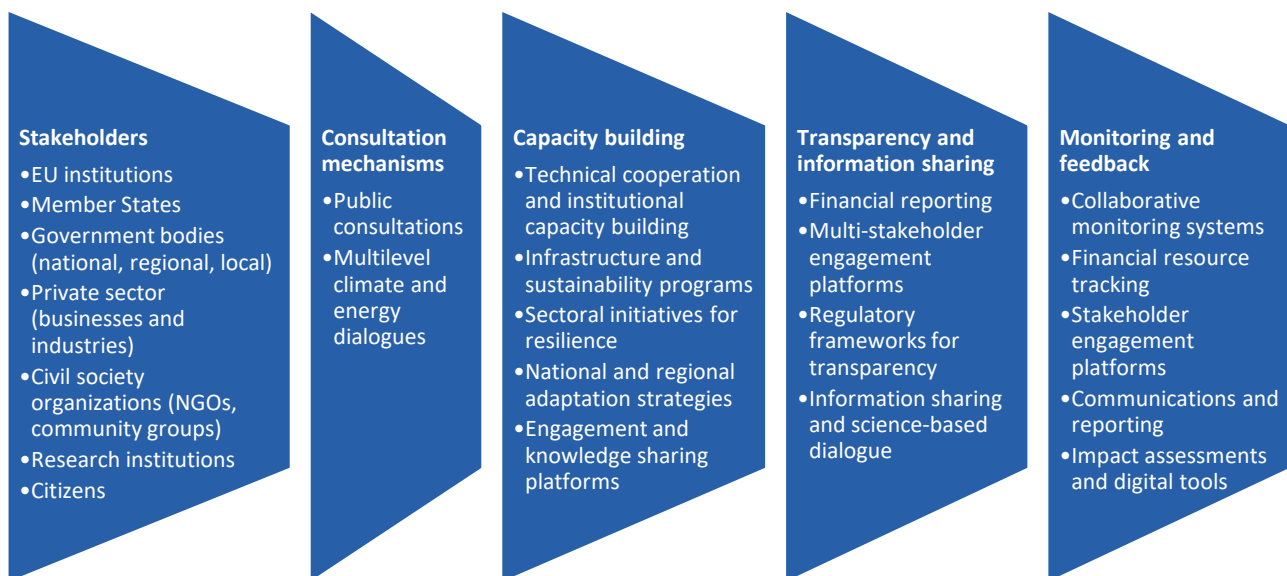 Stakeholders
•EU institutions
•Member States
•Government bodies
(national, regional, local)
•Private sector
(businesses and
industries)
•Civil society
organizations (NGOs,
community groups)
•Research institutions
•Citizens
Consultation
mechanisms
•Public
consultations
•Multilevel
climate and
energy
dialogues
Capacity building
•Technical cooperation
and institutional
capacity building
•Infrastructure and
sustainability programs
•Sectoral initiatives for
resilience
•National and regional
adaptation strategies
•Engagement and
knowledge sharing
platforms
Transparency and
information sharing
•Financial reporting
•Multi-stakeholder
engagement
platforms
•Regulatory
frameworks for
transparency
•Information sharing
and science-based
dialogue
Monitoring and
feedback
•Collaborative
monitoring systems
•Financial resource
tracking
•Stakeholder
engagement
platforms
•Communications and
reporting
•Impact assessments
and digital tools